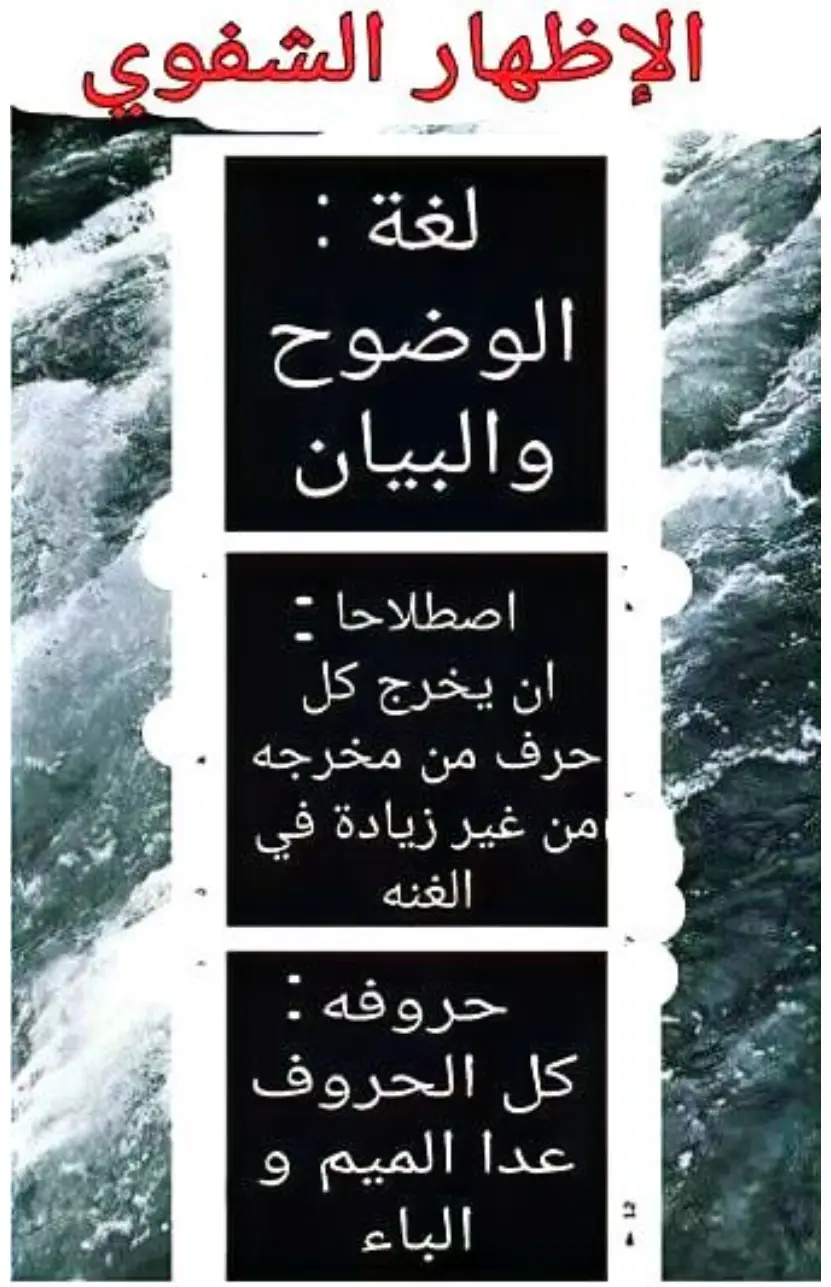 الإظهار الشفوي
لغة :
الوضوح
والبيان
اصطلاحا :
ان يخرج كل
حرف من مخرجه
من غير زيادة في
الغنه
حروفه :
كل الحروف
عدا الميم و
الباء
12